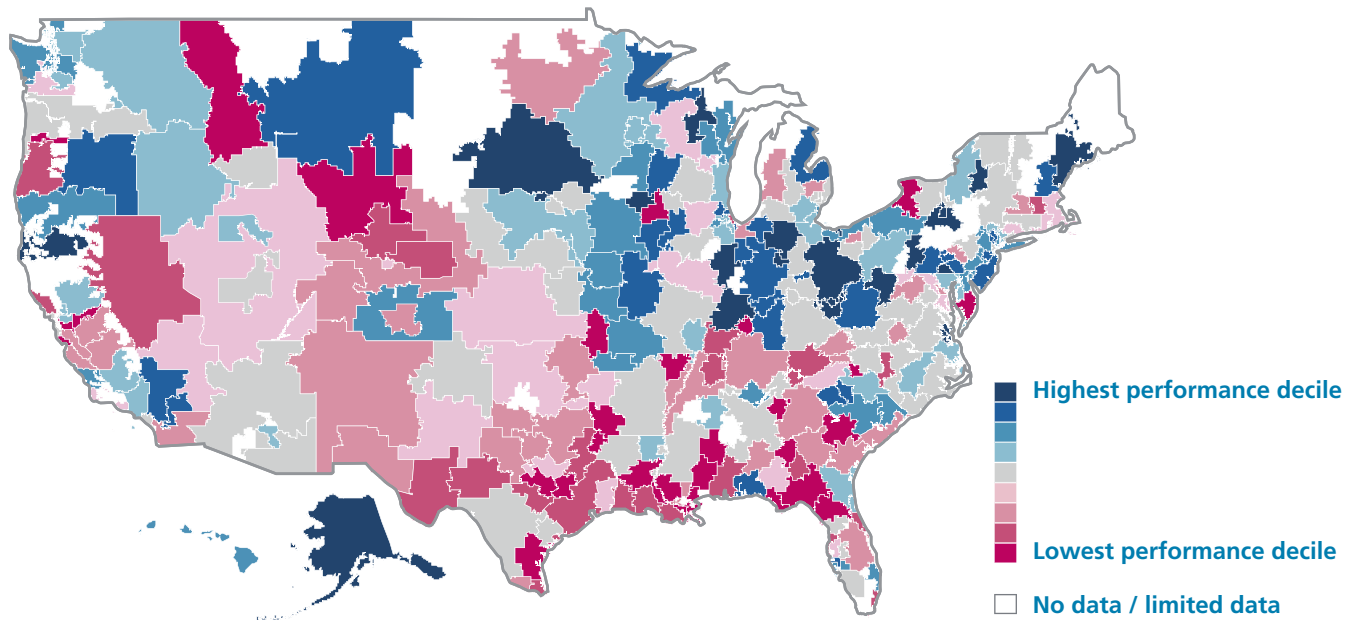 Highest performance decile
Lowest performance decile
No data / limited data